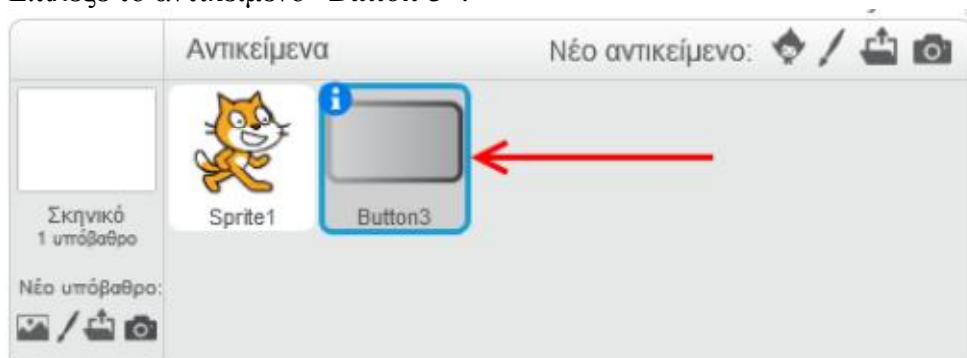 Αντικείμενα
Νέο αντικείμενο:
Sprite1
Button3
Σκηνικό
1 υπόβαθρο
Νέο υπόβαθρο: